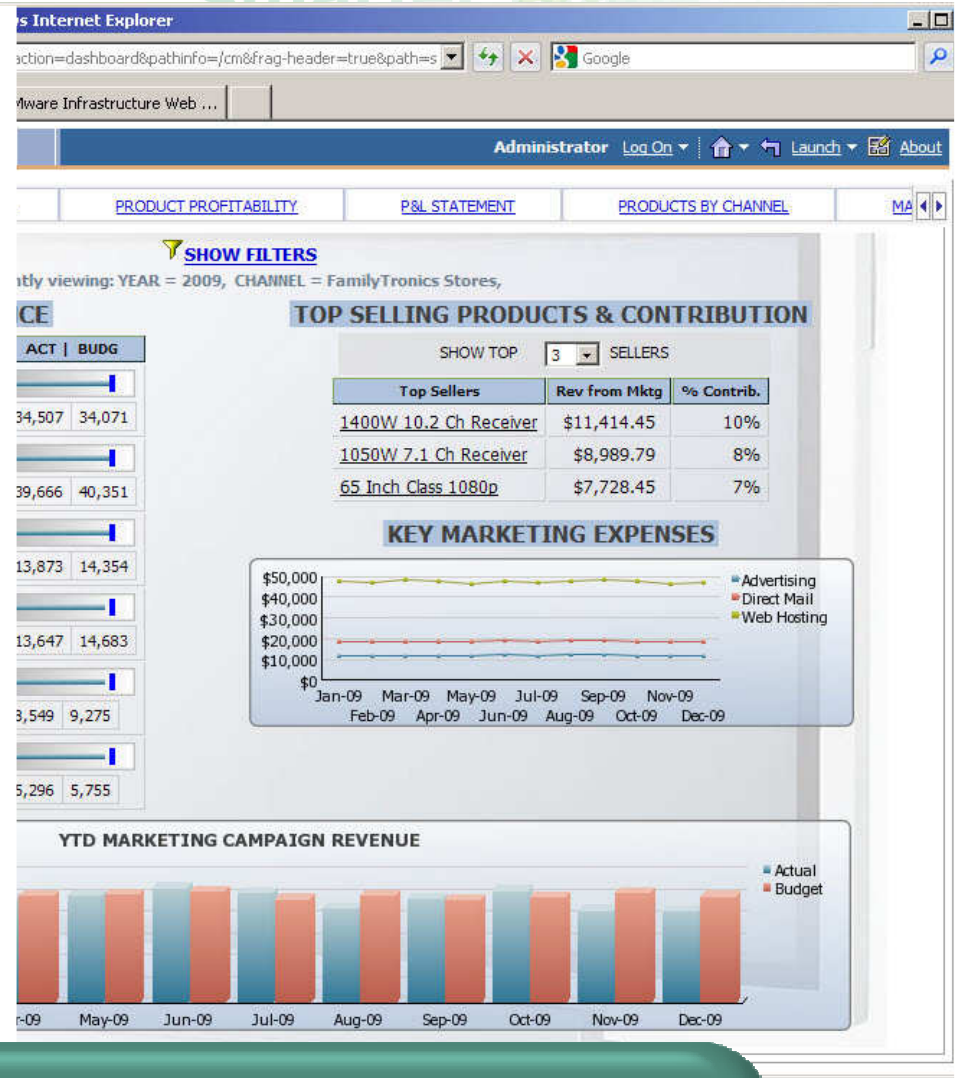 s Internet Explorer
action=dashboard&pathinfo=/cm&frag-header=true&path=s
Google
Mware Infrastructure Web ...
Administrator Log On Launch About
PRODUCT PROFITABILITY P&L STATEMENT PRODUCTS BY CHANNEL MA
SHOW FILTERS
ntly viewing: YEAR = 2009, CHANNEL = FamilyTronics Stores,
CE
ACT | BUDG
34,507 34,071
39,666 40,351
13,873 14,354
13,647 14,683
,549 9,275
5,296 5,755
TOP SELLING PRODUCTS & CONTRIBUTION
SHOW TOP 3 SELLERS
Top Sellers Rev from Mktg % Contrib.
1400W 10.2 Ch Receiver $11,414.45 10%
1050W 7.1 Ch Receiver $8,989.79 8%
65 Inch Class 1080p $7,728.45 7%
KEY MARKETING EXPENSES
$50,000
$40,000
$30,000
$20,000
$10,000
$0
Jan-09 Mar-09 May-09 Jul-09 Sep-09 Nov-09
Feb-09 Apr-09 Jun-09 Aug-09 Oct-09 Dec-09
Advertising
Direct Mail
Web Hosting
YTD MARKETING CAMPAIGN REVENUE
Actual
Budget
r-09 May-09 Jun-09 Jul-09 Aug-09 Sep-09 Oct-09 Nov-09 Dec-09